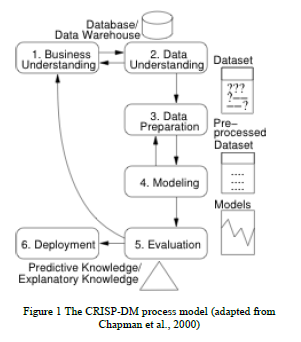 Database/
Data Warehouse
1. Business
Understanding
2. Data
Understanding
Dataset
???
?
?
3. Data
Preparation
Pre-
processed
Dataset
4. Modeling
Models
6. Deployment
5. Evaluation
Predictive Knowledge/
Explanatory Knowledge
Figure 1 The CRISP-DM process model (adapted from
Chapman et al., 2000)